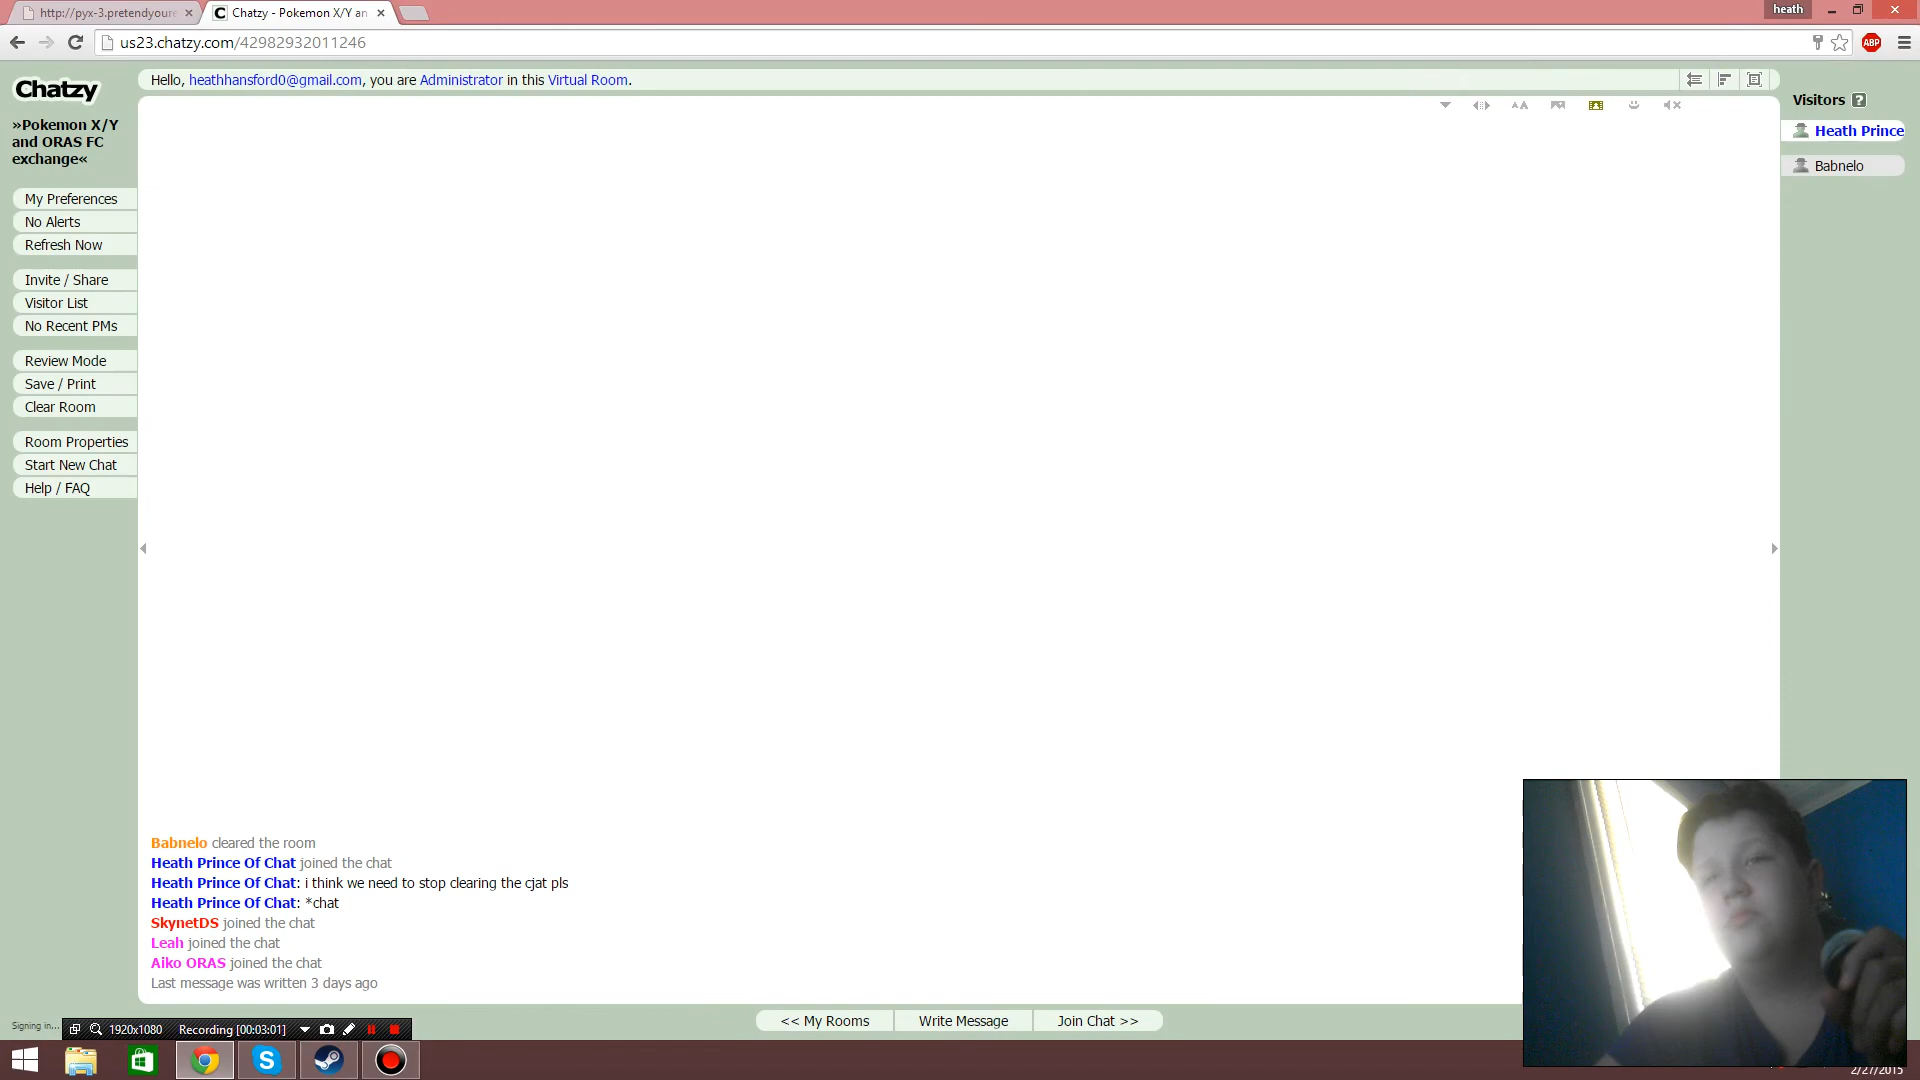 http://pyx-3.pretendyoure
Chatzy - Pokemon X/Y an
heath
us23.chatzy.com/42982932011246
ABP
Chatzy
Hello, heathhansford0@gmail.com, you are Administrator in this Virtual Room.
Visitors ?
»Pokemon X/Y
and ORAS FC
exchange«
Heath Prince
Babnelo
My Preferences
No Alerts
Refresh Now
Invite / Share
Visitor List
No Recent PMs
Review Mode
Save / Print
Clear Room
Room Properties
Start New Chat
Help / FAQ
Babnelo cleared the room
Heath Prince Of Chat joined the chat
Heath Prince Of Chat: i think we need to stop clearing the cjat pls
Heath Prince Of Chat: *chat
SkynetDS joined the chat
Leah joined the chat
Aiko ORAS joined the chat
Last message was written 3 days ago
<< My Rooms
Write Message
Join Chat >>
Signing in...
1920x1080
Recording [00:03:01]
2/27/2015